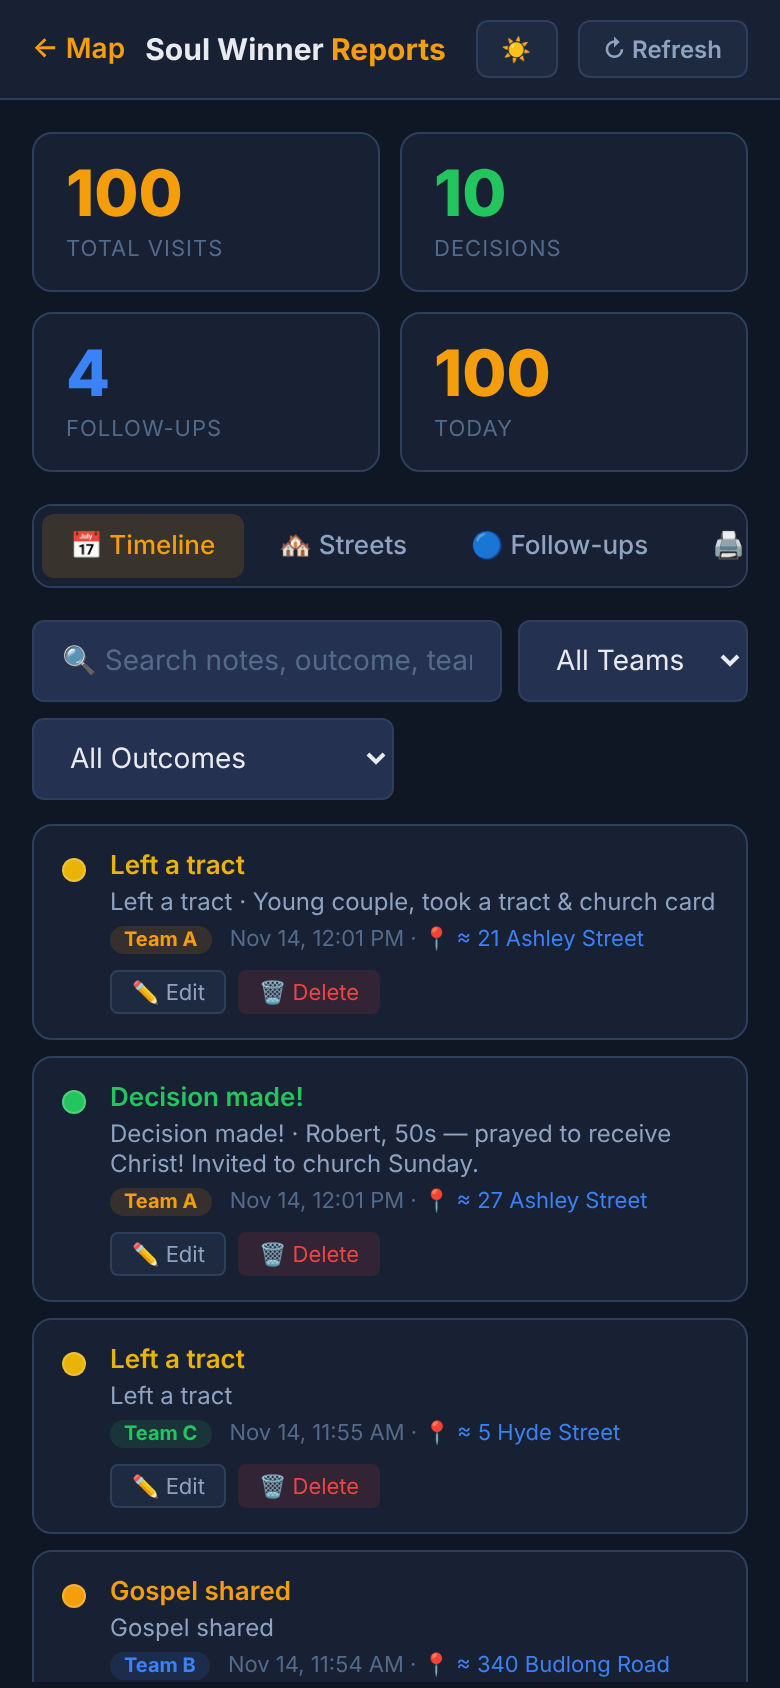 ← Map Soul Winner Reports ☀️ ↻ Refresh
100
TOTAL VISITS
10
DECISIONS
4
FOLLOW-UPS
100
TODAY
📅 Timeline 🏘️ Streets 🔵 Follow-ups 🖨️
🔍 Search notes, outcome, tear
All Teams
All Outcomes
Left a tract
Left a tract · Young couple, took a tract & church card
Team A Nov 14, 12:01 PM · 📍 ≈ 21 Ashley Street
✏️ Edit 🗑️ Delete
Decision made!
Decision made! · Robert, 50s — prayed to receive
Christ! Invited to church Sunday.
Team A Nov 14, 12:01 PM · 📍 ≈ 27 Ashley Street
✏️ Edit 🗑️ Delete
Left a tract
Left a tract
Team C Nov 14, 11:55 AM · 📍 ≈ 5 Hyde Street
✏️ Edit 🗑️ Delete
Gospel shared
Gospel shared
Team B Nov 14, 11:54 AM · 📍 ≈ 340 Budlong Road